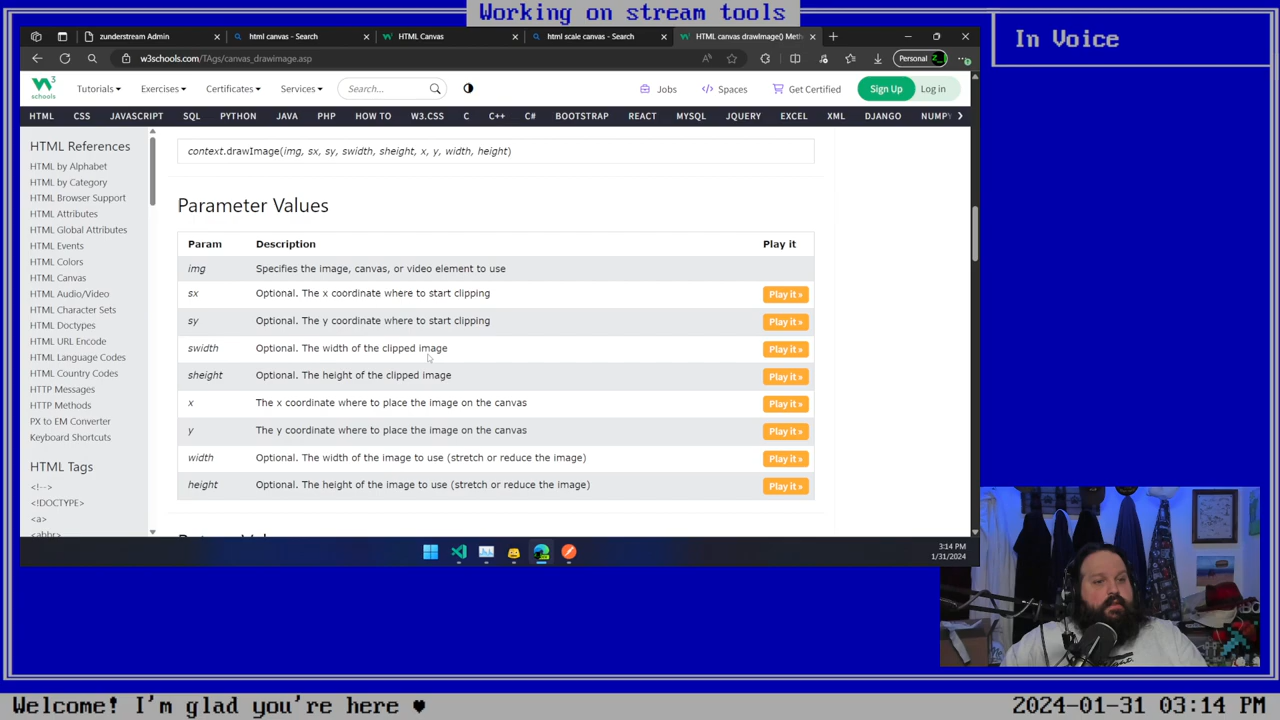 Working on stream tools
In Voice
zunderstream Admin
html canvas - Search
HTML Canvas
html scale canvas - Search
HTML canvas drawImage() Meth
w3schools.com/TAgs/canvas_drawimage.asp
Personal
schools
Tutorials
Exercises
Certificates
Services
Search...
Jobs
Spaces
Get Certified
Sign Up
Log in
HTML CSS JAVASCRIPT SQL PYTHON JAVA PHP HOW TO W3.CSS C C++ C# BOOTSTRAP REACT MYSQL JQUERY EXCEL XML DJANGO NUMPY
HTML References
HTML by Alphabet
HTML by Category
HTML Browser Support
HTML Attributes
HTML Global Attributes
HTML Events
HTML Colors
HTML Canvas
HTML Audio/Video
HTML Character Sets
HTML Doctypes
HTML URL Encode
HTML Language Codes
HTML Country Codes
HTTP Messages
HTTP Methods
PX to EM Converter
Keyboard Shortcuts
HTML Tags
<!-->
<!DOCTYPE>
<a>
<abbr>
context.drawImage(img, sx, sy, swidth, sheight, x, y, width, height)
Parameter Values
Param Description Play it
img Specifies the image, canvas, or video element to use
sx Optional. The x coordinate where to start clipping Play it »
sy Optional. The y coordinate where to start clipping Play it »
swidth Optional. The width of the clipped image Play it »
sheight Optional. The height of the clipped image Play it »
x The x coordinate where to place the image on the canvas Play it »
y The y coordinate where to place the image on the canvas Play it »
width Optional. The width of the image to use (stretch or reduce the image) Play it »
height Optional. The height of the image to use (stretch or reduce the image) Play it »
3:14 PM
1/31/2024
Welcome! I'm glad you're here ♥
2024-01-31 03:14 PM